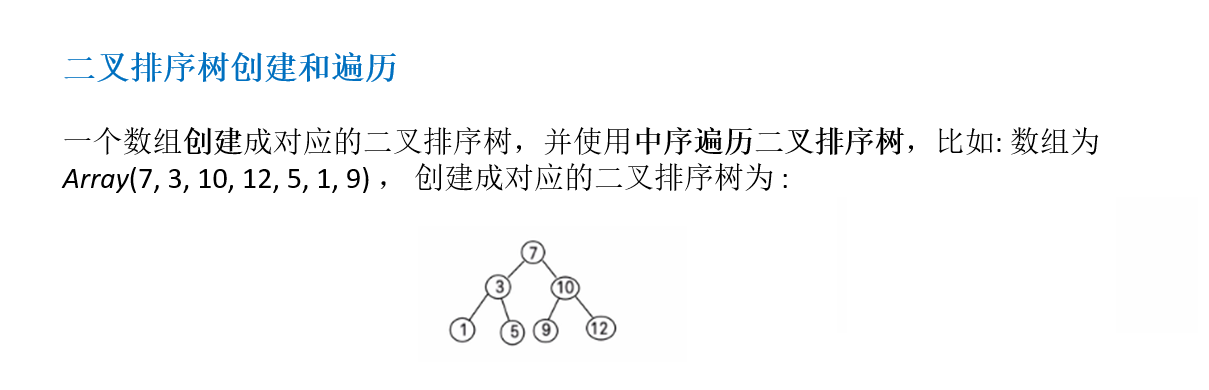 二叉排序树创建和遍历
一个数组创建成对应的二叉排序树，并使用中序遍历二叉排序树，比如: 数组为
Array(7, 3, 10, 12, 5, 1, 9) ， 创建成对应的二叉排序树为 :
7
3 10
1 5 9 12